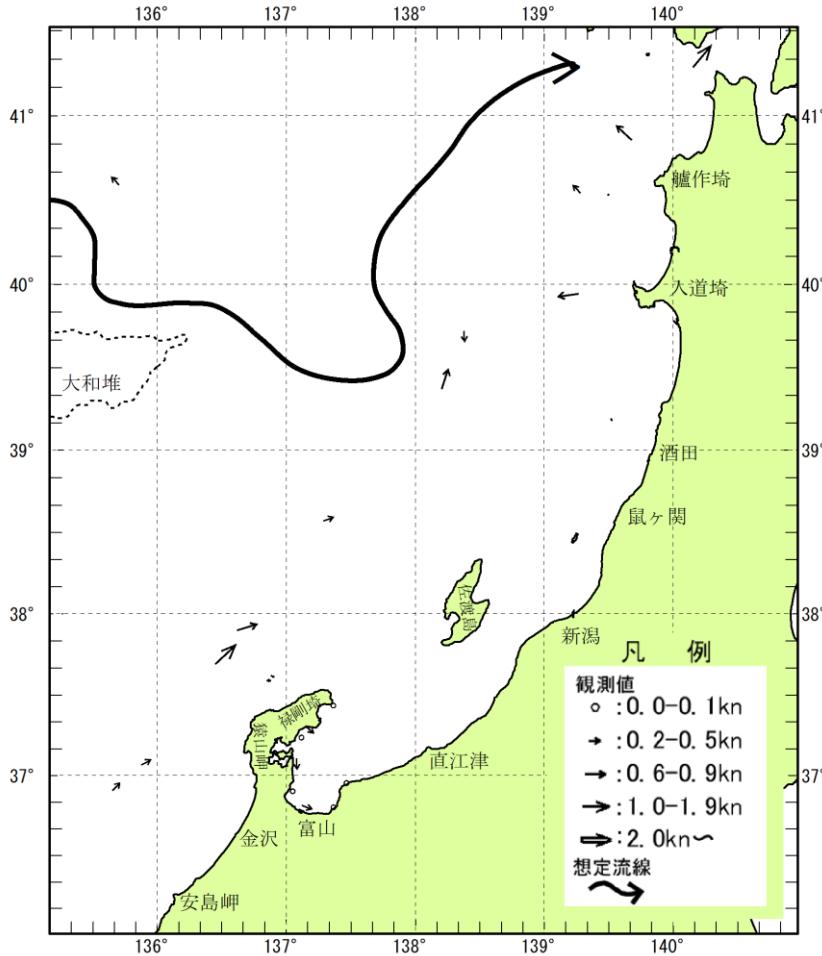 136° 137° 138° 139° 140°
41° 41°
艫作埼
40° 入道埼 40°
大和堆
39° 酒田 39°
鼠ヶ関
38° 佐渡島 38°
新潟
凡 例
観測値
:0.0-0.1kn
禄剛埼
猿山岬
:0.2-0.5kn
37° 直江津 37°
:0.6-0.9kn
:1.0-1.9kn
富山
金沢
:2.0kn~
想定流線
安島岬
136° 137° 138° 139° 140°